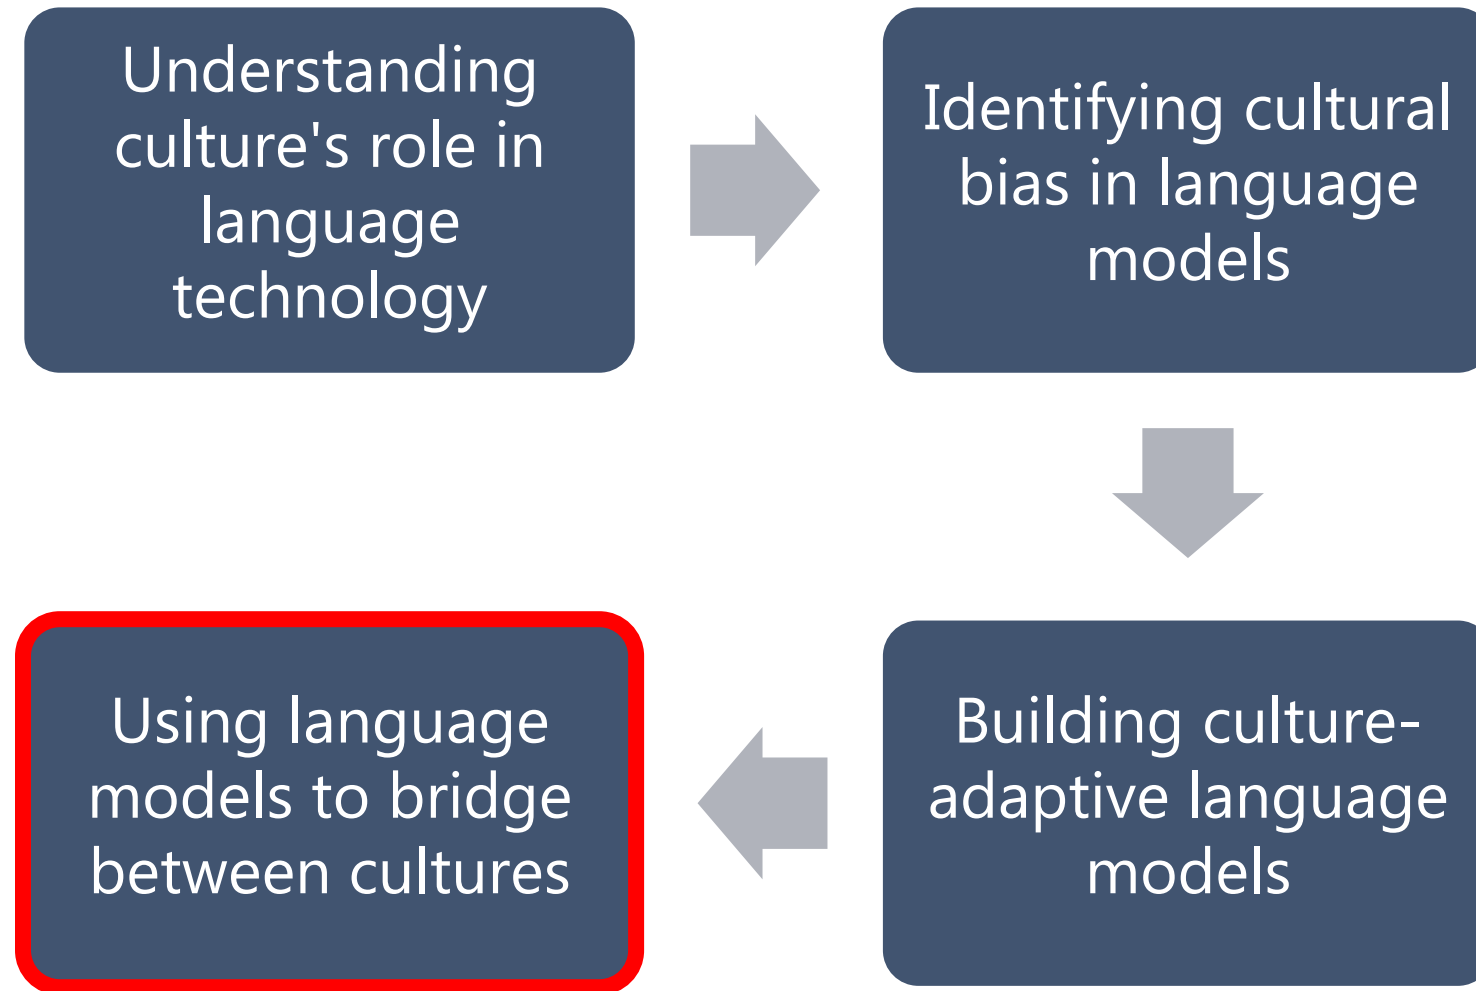 Understanding
culture's role in
language
technology
Identifying cultural
bias in language
models
Building culture-
adaptive language
models
Using language
models to bridge
between cultures